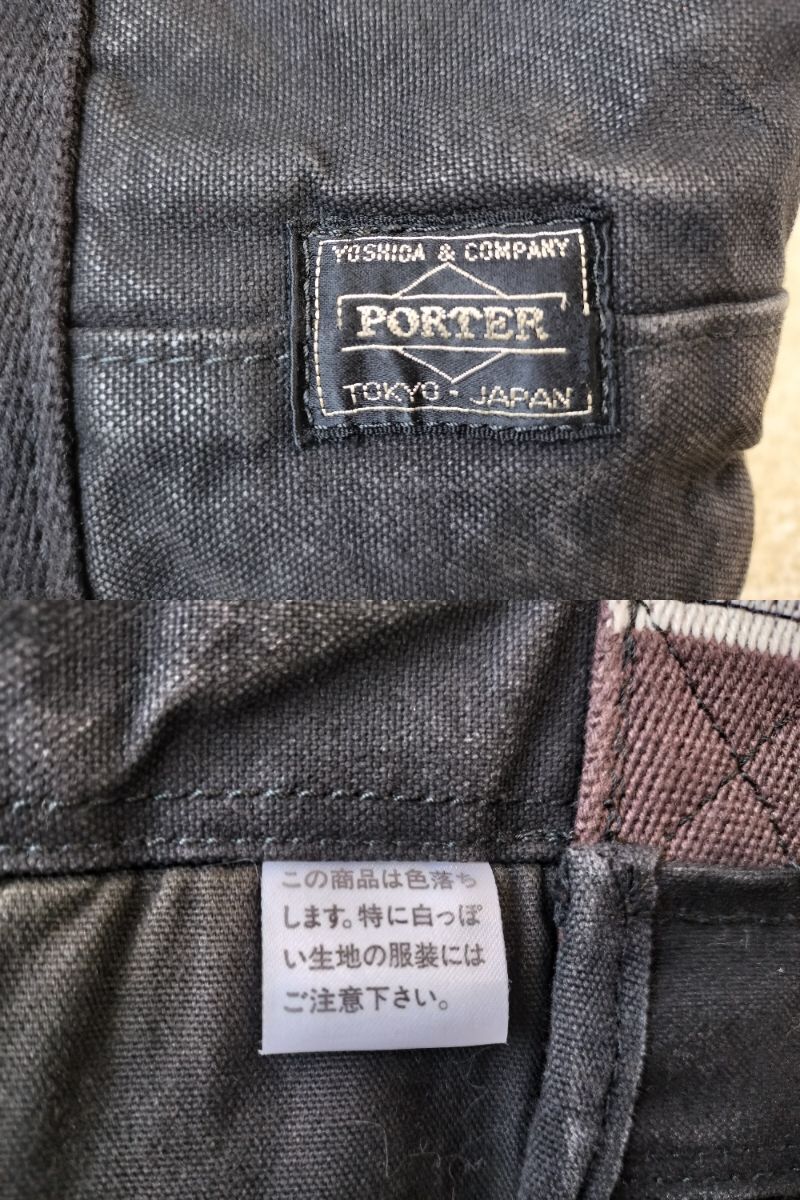 YOSHIDA & COMPANY
PORTER
TOKYO - JAPAN
この商品は色落ち
します。特に白っぽ
い生地の服装には
ご注意下さい。